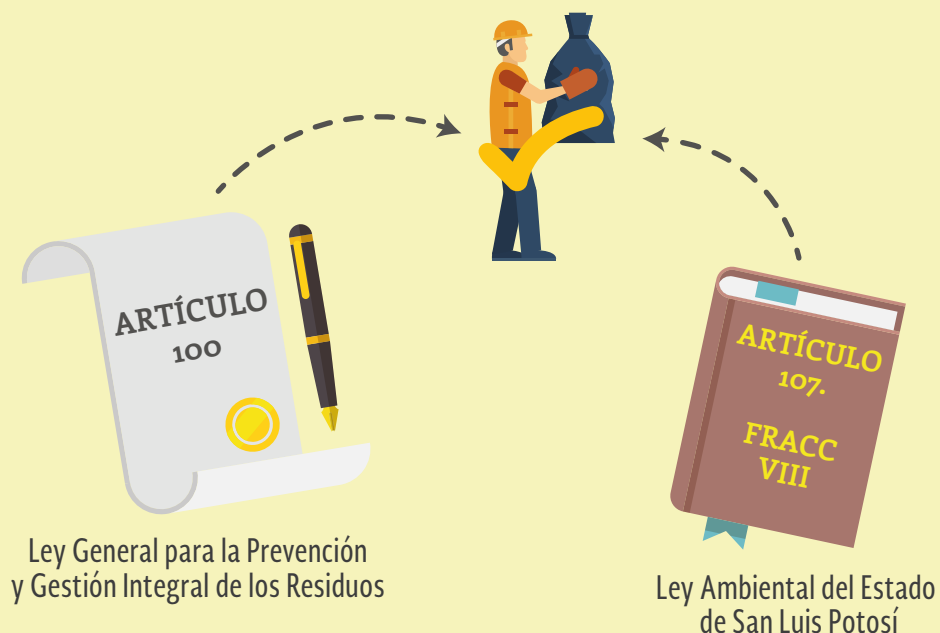 ARTÍCULO
100
Ley General para la Prevención
y Gestión Integral de los Residuos
ARTÍCULO
107.
FRACC
VIII
Ley Ambiental del Estado
de San Luis Potosí